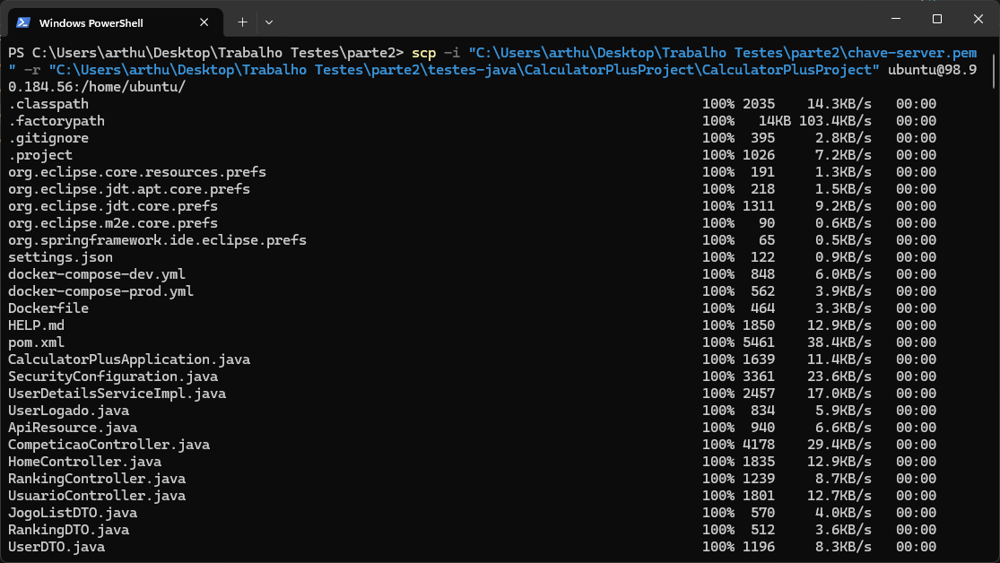 Windows PowerShell
PS C:\Users\arthu\Desktop\Trabalho Testes\parte2> scp -i "C:\Users\arthu\Desktop\Trabalho Testes\parte2\chave-server.pem
" -r "C:\Users\arthu\Desktop\Trabalho Testes\parte2\testes-java\CalculatorPlusProject\CalculatorPlusProject" ubuntu@98.9
0.184.56:/home/ubuntu/
.classpath 100% 2035 14.3KB/s 00:00
.factorypath 100% 14KB 103.4KB/s 00:00
.gitignore 100% 395 2.8KB/s 00:00
.project 100% 1026 7.2KB/s 00:00
org.eclipse.core.resources.prefs 100% 191 1.3KB/s 00:00
org.eclipse.jdt.apt.core.prefs 100% 218 1.5KB/s 00:00
org.eclipse.jdt.core.prefs 100% 1311 9.2KB/s 00:00
org.eclipse.m2e.core.prefs 100% 90 0.6KB/s 00:00
org.springframework.ide.eclipse.prefs 100% 65 0.5KB/s 00:00
settings.json 100% 122 0.9KB/s 00:00
docker-compose-dev.yml 100% 848 6.0KB/s 00:00
docker-compose-prod.yml 100% 562 3.9KB/s 00:00
Dockerfile 100% 464 3.3KB/s 00:00
HELP.md 100% 1850 12.9KB/s 00:00
pom.xml 100% 5461 38.4KB/s 00:00
CalculatorPlusApplication.java 100% 1639 11.4KB/s 00:00
SecurityConfiguration.java 100% 3361 23.6KB/s 00:00
UserDetailsServiceImpl.java 100% 2457 17.0KB/s 00:00
UserLogado.java 100% 834 5.9KB/s 00:00
ApiResource.java 100% 940 6.6KB/s 00:00
CompeticaoController.java 100% 4178 29.4KB/s 00:00
HomeController.java 100% 1835 12.9KB/s 00:00
RankingController.java 100% 1239 8.7KB/s 00:00
UsuarioController.java 100% 1801 12.7KB/s 00:00
JogoListDTO.java 100% 570 4.0KB/s 00:00
RankingDTO.java 100% 512 3.6KB/s 00:00
UserDTO.java 100% 1196 8.3KB/s 00:00